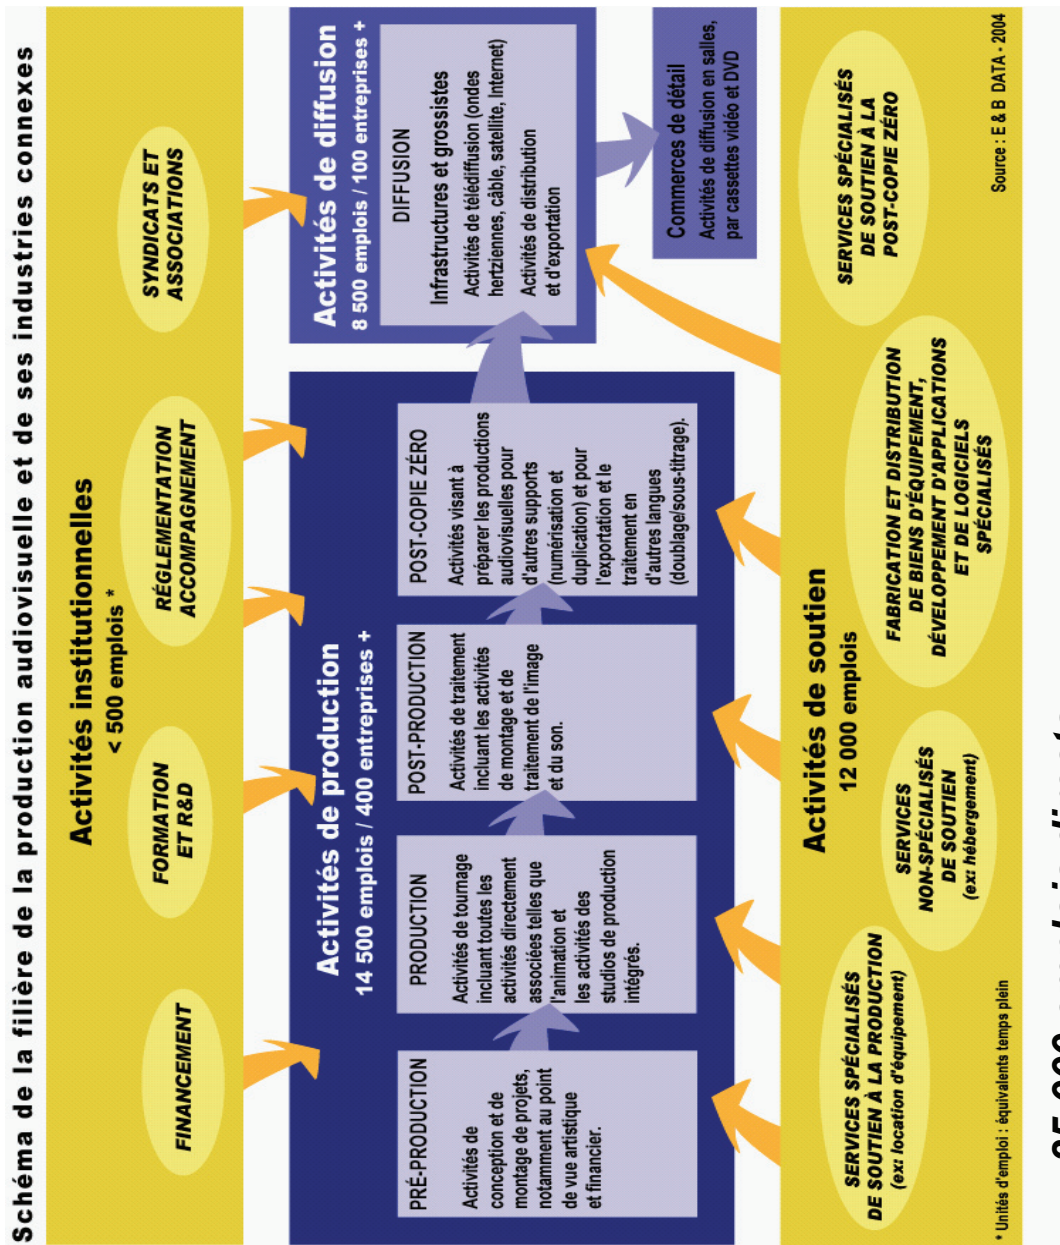 Schéma de la filière de la production audiovisuelle et de ses industries connexes
Activités institutionnelles
< 500 emplois *
FINANCEMENT
FORMATION
ET R&D
RÉGLEMENTATION
ACCOMPAGNEMENT
SYNDICATS ET
ASSOCIATIONS
Activités de production
14 500 emplois / 400 entreprises +
PRÉ-PRODUCTION
Activités de
conception et de
montage de projets,
notamment au point
de vue artistique
et financier.
PRODUCTION
Activités de tournage
incluant toutes les
activités directement
associées telles que
l'animation et
les activités des
studios de production
intégrés.
POST-PRODUCTION
Activités de traitement
incluant les activités
de montage et de
traitement de l'image
et du son.
POST-COPIE ZÉRO
Activités visant à
préparer les productions
audiovisuelles pour
d'autres supports
(numérisation et
duplication) et pour
l'exportation et le
traitement en
d'autres langues
(doublage/sous-titrage).
Activités de diffusion
8 500 emplois / 100 entreprises +
DIFFUSION
Infrastructures et grossistes
Activités de télédiffusion (ondes
hertziennes, câble, satellite, Internet)
Activités de distribution
et d'exportation
Commerces de détail
Activités de diffusion en salles,
par cassettes vidéo et DVD
Activités de soutien
12 000 emplois
SERVICES SPÉCIALISÉS
DE SOUTIEN À LA PRODUCTION
(ex: location d'équipement)
SERVICES
NON-SPÉCIALISÉS
DE SOUTIEN
(ex: hébergement)
FABRICATION ET DISTRIBUTION
DE BIENS D'ÉQUIPEMENT,
DÉVELOPPEMENT D'APPLICATIONS
ET DE LOGICIELS
SPÉCIALISÉS
SERVICES SPÉCIALISÉS
DE SOUTIEN À LA
POST-COPIE ZÉRO
* Unités d'emploi : équivalents temps plein
Source : E & B DATA - 2004